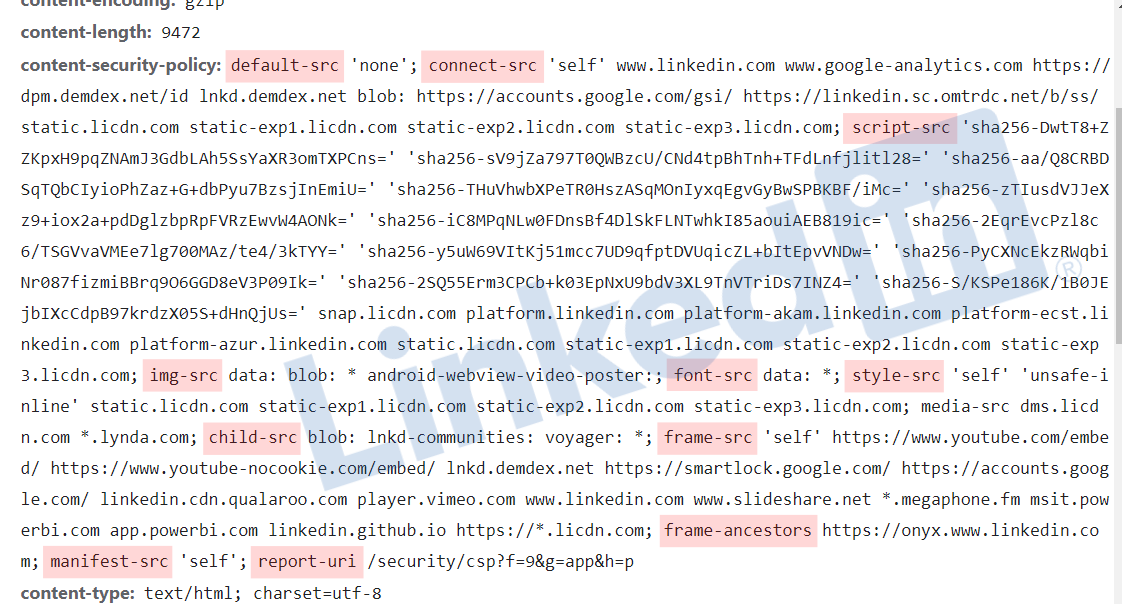 content-encoding: gzip
content-length: 9472
content-security-policy: default-src 'none'; connect-src 'self' www.linkedin.com www.google-analytics.com https://
dpm.demdex.net/id lnkd.demdex.net blob: https://accounts.google.com/gsi/ https://linkedin.sc.omtrdc.net/b/ss/
static.licdn.com static-exp1.licdn.com static-exp2.licdn.com static-exp3.licdn.com; script-src 'sha256-DwtT8+Z
ZKpxH9pqZNAmJ3GdbLAh5SsYaXR3omTXPCns=' 'sha256-sV9jZa797T0QWBzcU/CNd4tpBhTnh+TFdLnfjlitl28=' 'sha256-aa/Q8CRBD
SqTQbCIyioPhZaz+G+dbPyu7BzsjInEmiU=' 'sha256-THuVhwbXPeTR0HszASqMOnIyxqEgvGyBwSPBKBF/iMc=' 'sha256-zTIusdVJJeX
z9+iox2a+pdDglzbpRpFVRzEwvW4AONk=' 'sha256-iC8MPqNLw0FDnsBf4DlSkFLNTwhkI85aouiAEB819ic=' 'sha256-2EqrEvcPzl8c
6/TSGVvaVMEe7lg700MAz/te4/3kTYY=' 'sha256-y5uW69VItKj51mcc7UD9qfptDVUqicZL+bItEpvVNDw=' 'sha256-PyCXNcEkzRWqbi
Nr087fizmiBBrq9O6GGD8eV3P09Ik=' 'sha256-2SQ55Erm3CPCb+k03EpNxU9bdV3XL9TnVTriDs7INZ4=' 'sha256-S/KSPe186K/1B0JE
jbIXcCdpB97krdzX05S+dHnQjUs=' snap.licdn.com platform.linkedin.com platform-akam.linkedin.com platform-ecst.li
nkedin.com platform-azur.linkedin.com static.licdn.com static-exp1.licdn.com static-exp2.licdn.com static-exp
3.licdn.com; img-src data: blob: * android-webview-video-poster:; font-src data: *; style-src 'self' 'unsafe-i
nline' static.licdn.com static-exp1.licdn.com static-exp2.licdn.com static-exp3.licdn.com; media-src dms.licd
n.com *.lynda.com; child-src blob: lnkd-communities: voyager: *; frame-src 'self' https://www.youtube.com/embe
d/ https://www.youtube-nocookie.com/embed/ lnkd.demdex.net https://smartlock.google.com/ https://accounts.goog
le.com/ linkedin.cdn.qualaroo.com player.vimeo.com www.linkedin.com www.slideshare.net *.megaphone.fm msit.pow
erbi.com app.powerbi.com linkedin.github.io https://*.licdn.com; frame-ancestors https://onyx.www.linkedin.co
m; manifest-src 'self'; report-uri /security/csp?f=9&g=app&h=p
content-type: text/html; charset=utf-8
Linkedin®